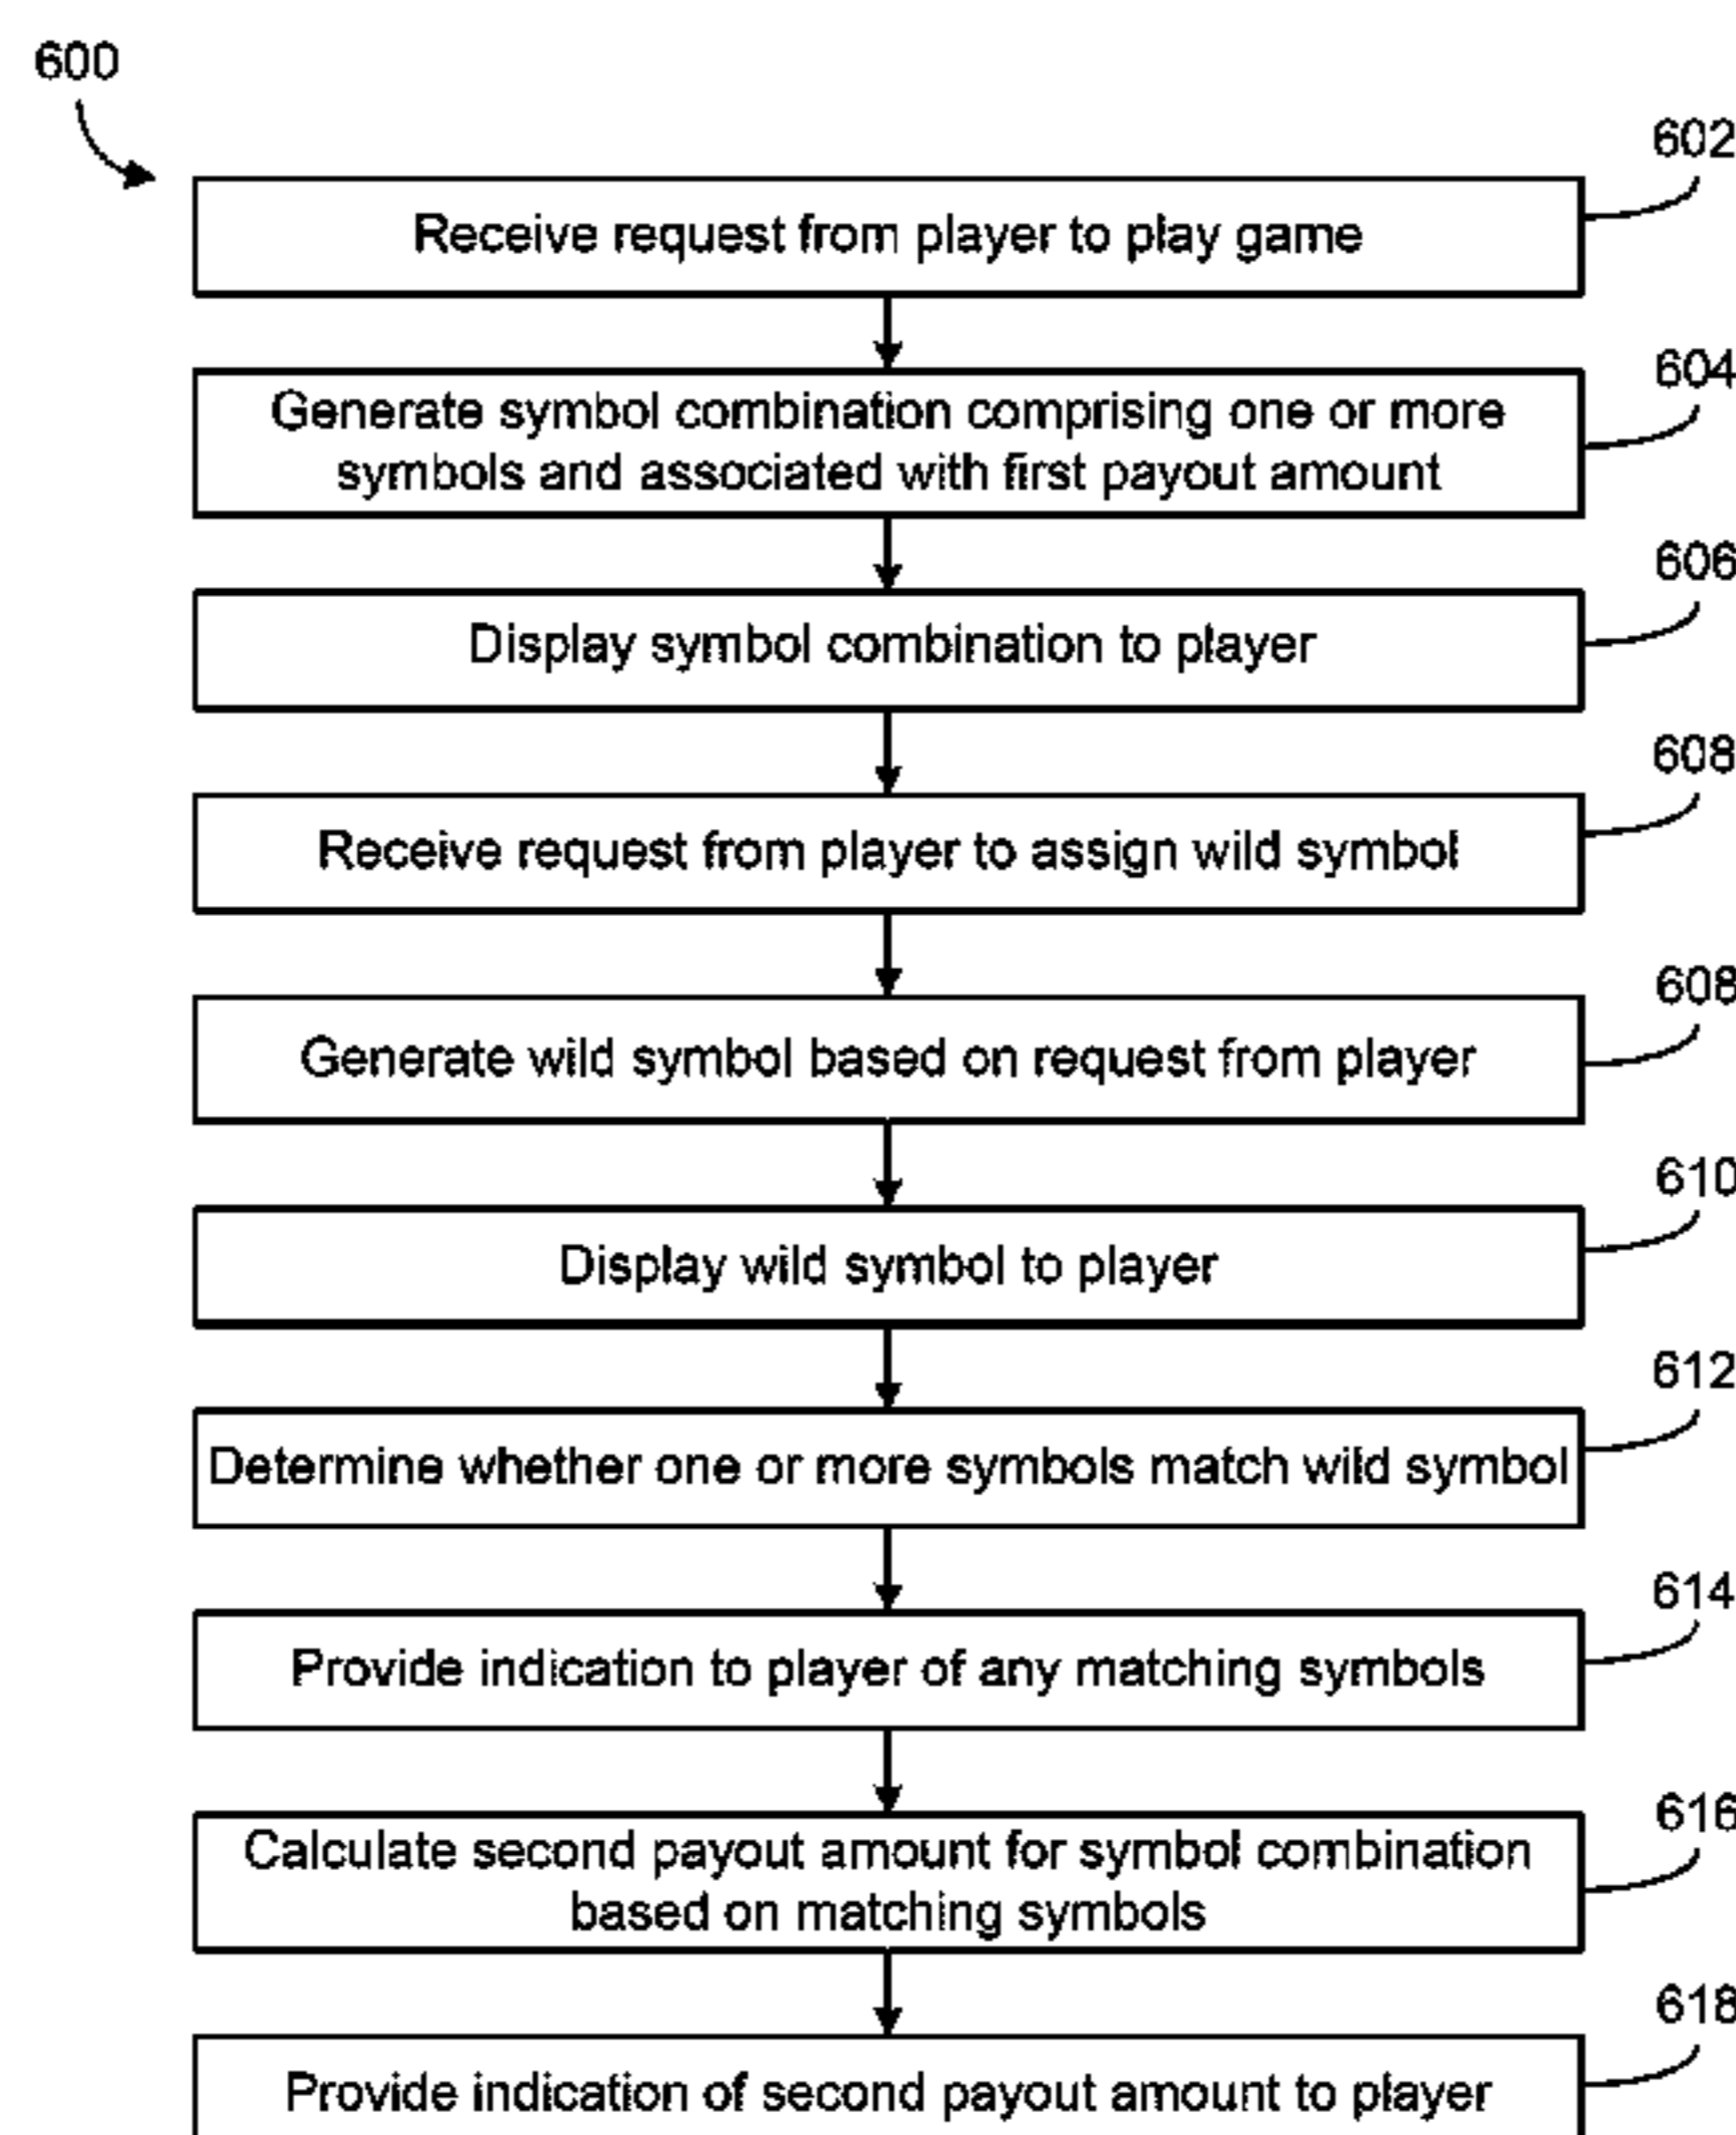 600
602
Receive request from player to play game
604
Generate symbol combination comprising one or more
symbols and associated with first payout amount
606
Display symbol combination to player
608
Receive request from player to assign wild symbol
608
Generate wild symbol based on request from player
610
Display wild symbol to player
612
Determine whether one or more symbols match wild symbol
614
Provide indication to player of any matching symbols
616
Calculate second payout amount for symbol combination
based on matching symbols
618
Provide indication of second payout amount to player